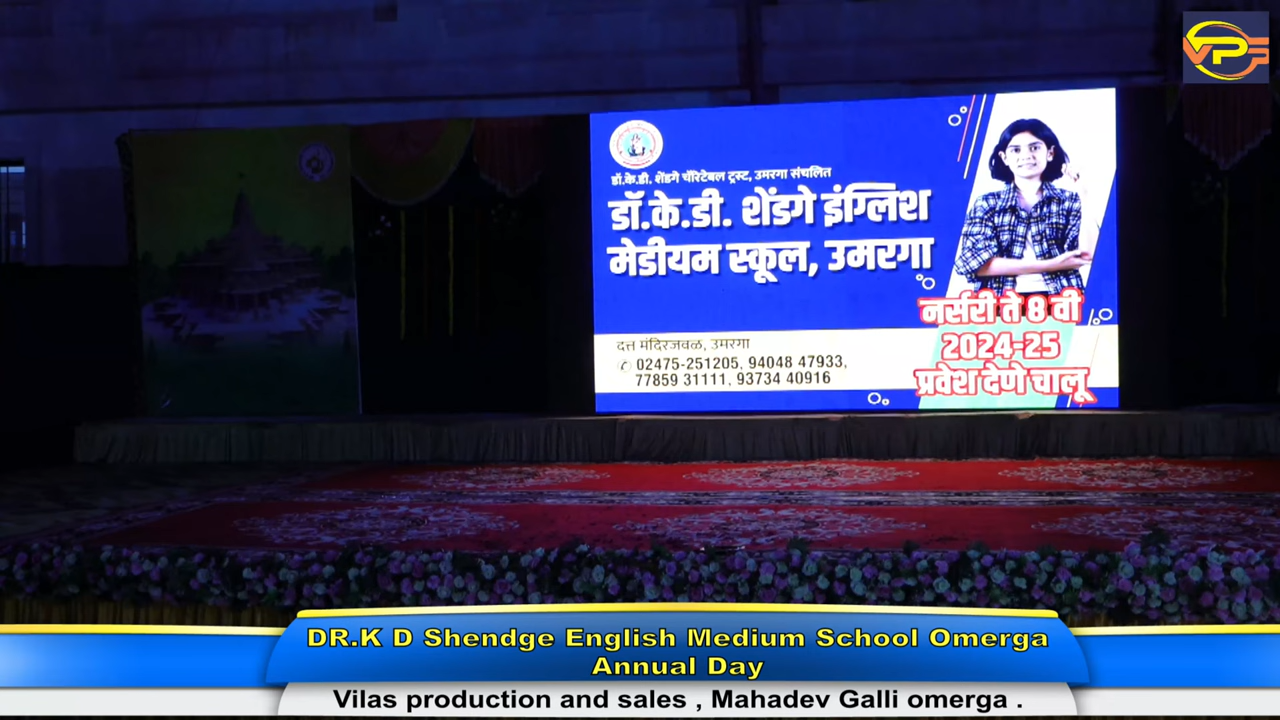 VPS
डॉ.के.डी. शेंडगे चॅरिटेबल ट्रस्ट, उमरगा संचलित
डॉ.के.डी. शेंडगे इंग्लिश
मेडीयम स्कूल, उमरगा
नर्सरी ते 8 वी
2024-25
प्रवेश देणे चालू
दत्त मंदिरजवळ, उमरगा
02475-251205, 94048 47933,
77859 31111, 93734 40916
DR.K D Shendge English Medium School Omerga
Annual Day
Vilas production and sales , Mahadev Galli omerga .